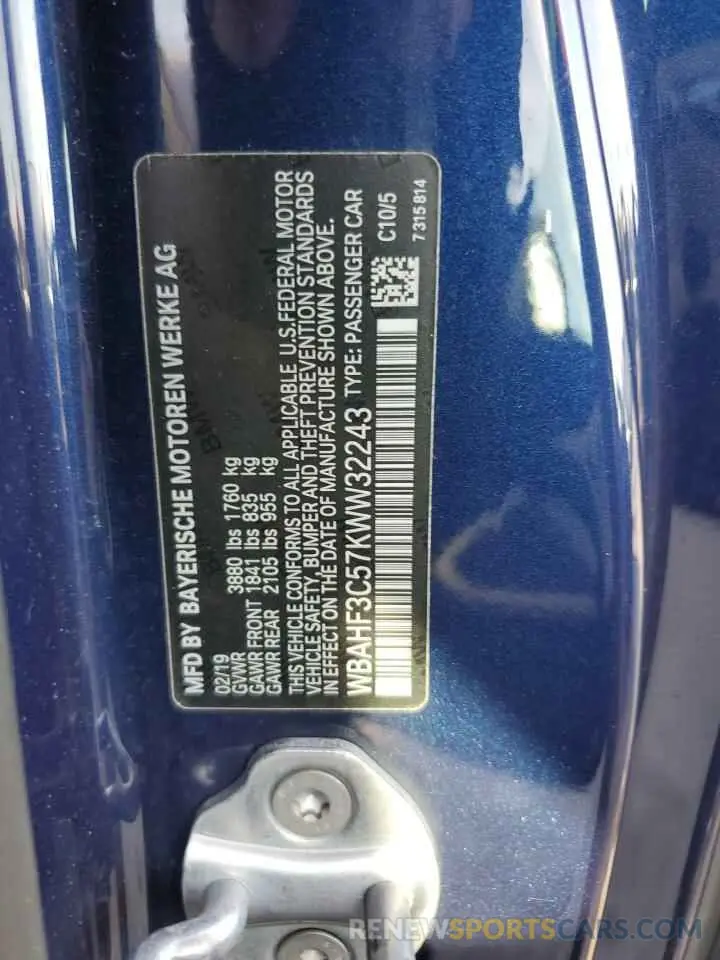 MFD BY BAYERISCHE MOTOREN WERKE AG
02/19
GVWR 3880 lbs 1760 kg
GAWR FRONT 1841 lbs 835 kg
GAWR REAR 2105 lbs 955 kg
THIS VEHICLE CONFORMS TO ALL APPLICABLE U.S. FEDERAL MOTOR
VEHICLE SAFETY, BUMPER AND THEFT PREVENTION STANDARDS
IN EFFECT ON THE DATE OF MANUFACTURE SHOWN ABOVE.
WBAHF3C57KWW32243 TYPE: PASSENGER CAR
C10/5
7 315 814
RENEWSPORTSCARS.COM